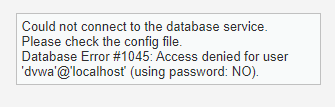 Could not connect to the database service.
Please check the config file.
Database Error #1045: Access denied for user
'dvwa'@'localhost' (using password: NO).